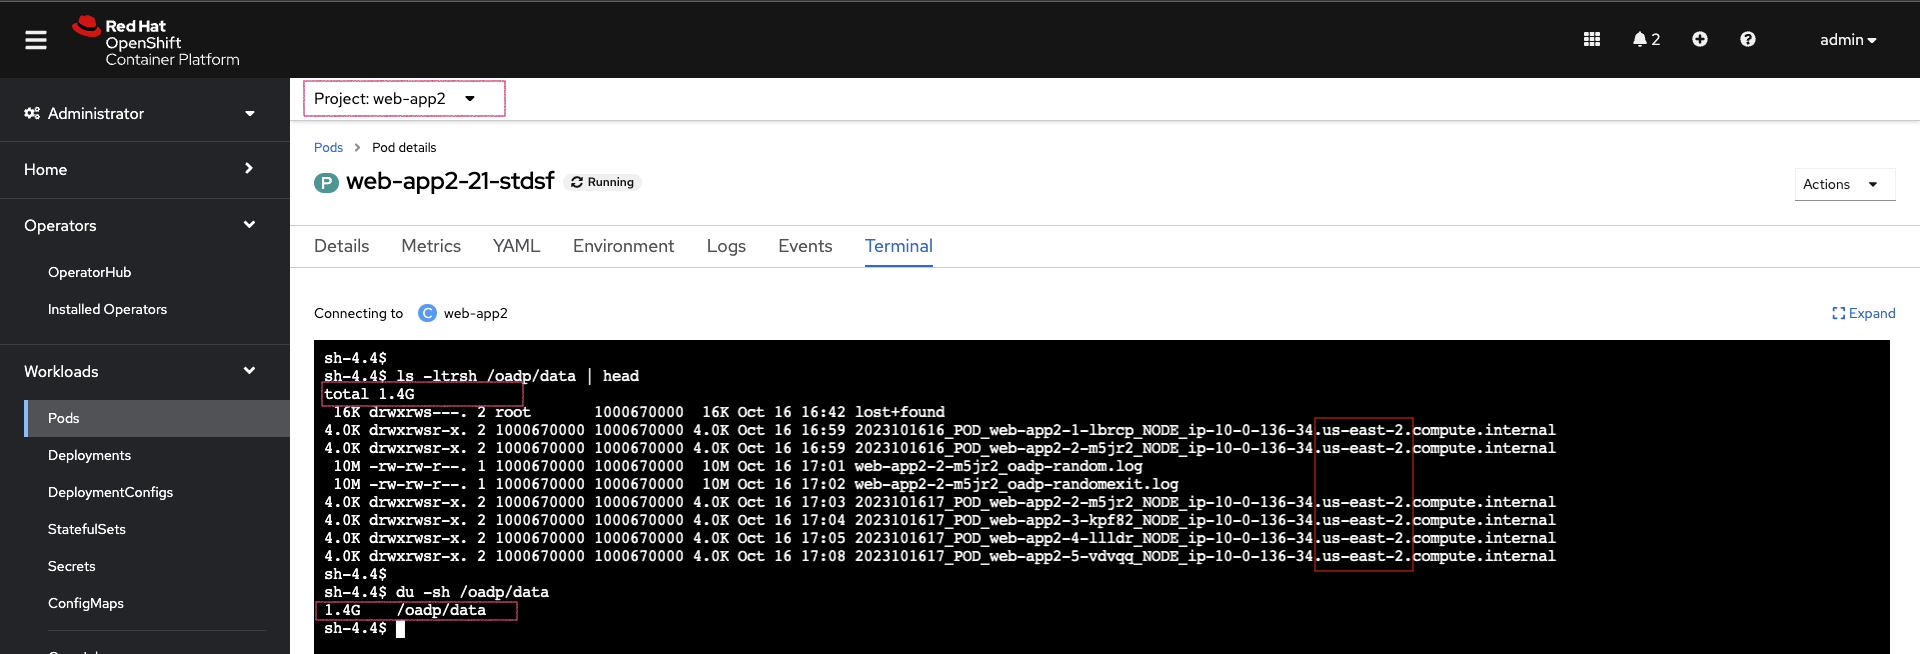 Red Hat
OpenShift
Container Platform
2
admin
Administrator
Home
Operators
OperatorHub
Installed Operators
Workloads
Pods
Deployments
DeploymentConfigs
StatefulSets
Secrets
ConfigMaps
Project: web-app2
Pods > Pod details
P web-app2-21-stdsf Running
Actions
Details Metrics YAML Environment Logs Events Terminal
Connecting to C web-app2
Expand
sh-4.4$
sh-4.4$ ls -ltrsh /oadp/data | head
total 1.4G
16K drwxrws---. 2 root 1000670000 16K Oct 16 16:42 lost+found
4.0K drwxrwsr-x. 2 1000670000 1000670000 4.0K Oct 16 16:59 2023101616_POD_web-app2-1-lbrcp_NODE_ip-10-0-136-34.us-east-2.compute.internal
4.0K drwxrwsr-x. 2 1000670000 1000670000 4.0K Oct 16 16:59 2023101616_POD_web-app2-2-m5jr2_NODE_ip-10-0-136-34.us-east-2.compute.internal
10M -rw-rw-r--. 1 1000670000 1000670000 10M Oct 16 17:01 web-app2-2-m5jr2_oadp-random.log
10M -rw-rw-r--. 1 1000670000 1000670000 10M Oct 16 17:02 web-app2-2-m5jr2_oadp-randomexit.log
4.0K drwxrwsr-x. 2 1000670000 1000670000 4.0K Oct 16 17:03 2023101617_POD_web-app2-2-m5jr2_NODE_ip-10-0-136-34.us-east-2.compute.internal
4.0K drwxrwsr-x. 2 1000670000 1000670000 4.0K Oct 16 17:04 2023101617_POD_web-app2-3-kpf82_NODE_ip-10-0-136-34.us-east-2.compute.internal
4.0K drwxrwsr-x. 2 1000670000 1000670000 4.0K Oct 16 17:05 2023101617_POD_web-app2-4-llldr_NODE_ip-10-0-136-34.us-east-2.compute.internal
4.0K drwxrwsr-x. 2 1000670000 1000670000 4.0K Oct 16 17:08 2023101617_POD_web-app2-5-vdvqq_NODE_ip-10-0-136-34.us-east-2.compute.internal
sh-4.4$
sh-4.4$ du -sh /oadp/data
1.4G /oadp/data
sh-4.4$